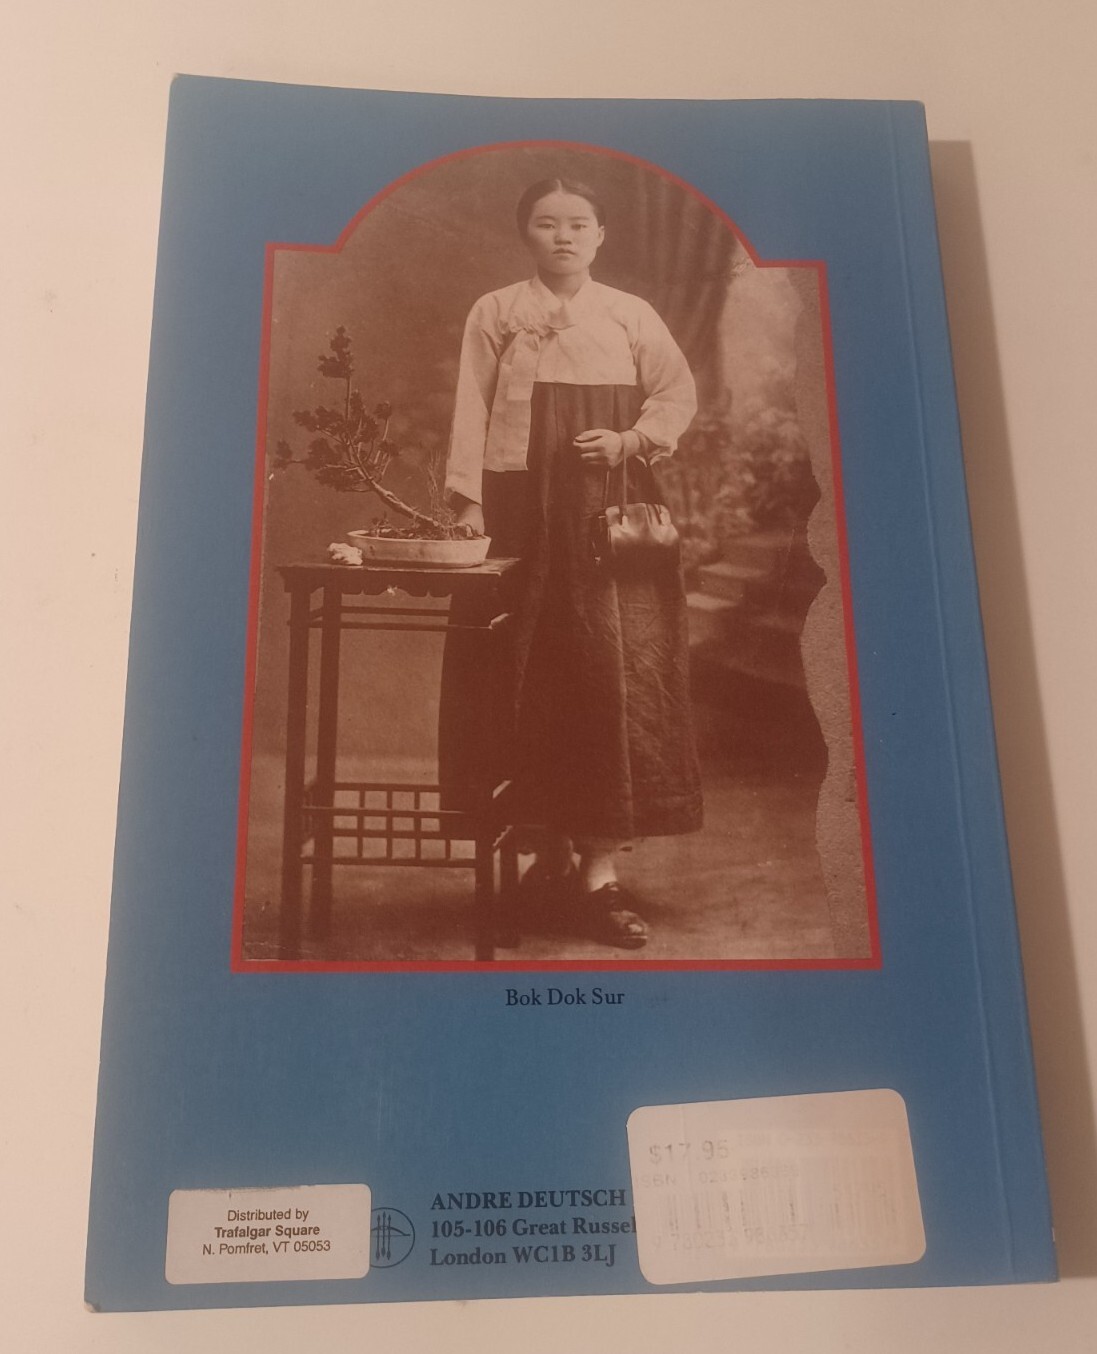 Bok Dok Sur
ANDRE DEUTSCH
105-106 Great Russel
London WC1B 3LJ
Distributed by
Trafalgar Square
N. Pomfret, VT 05053
$17.95